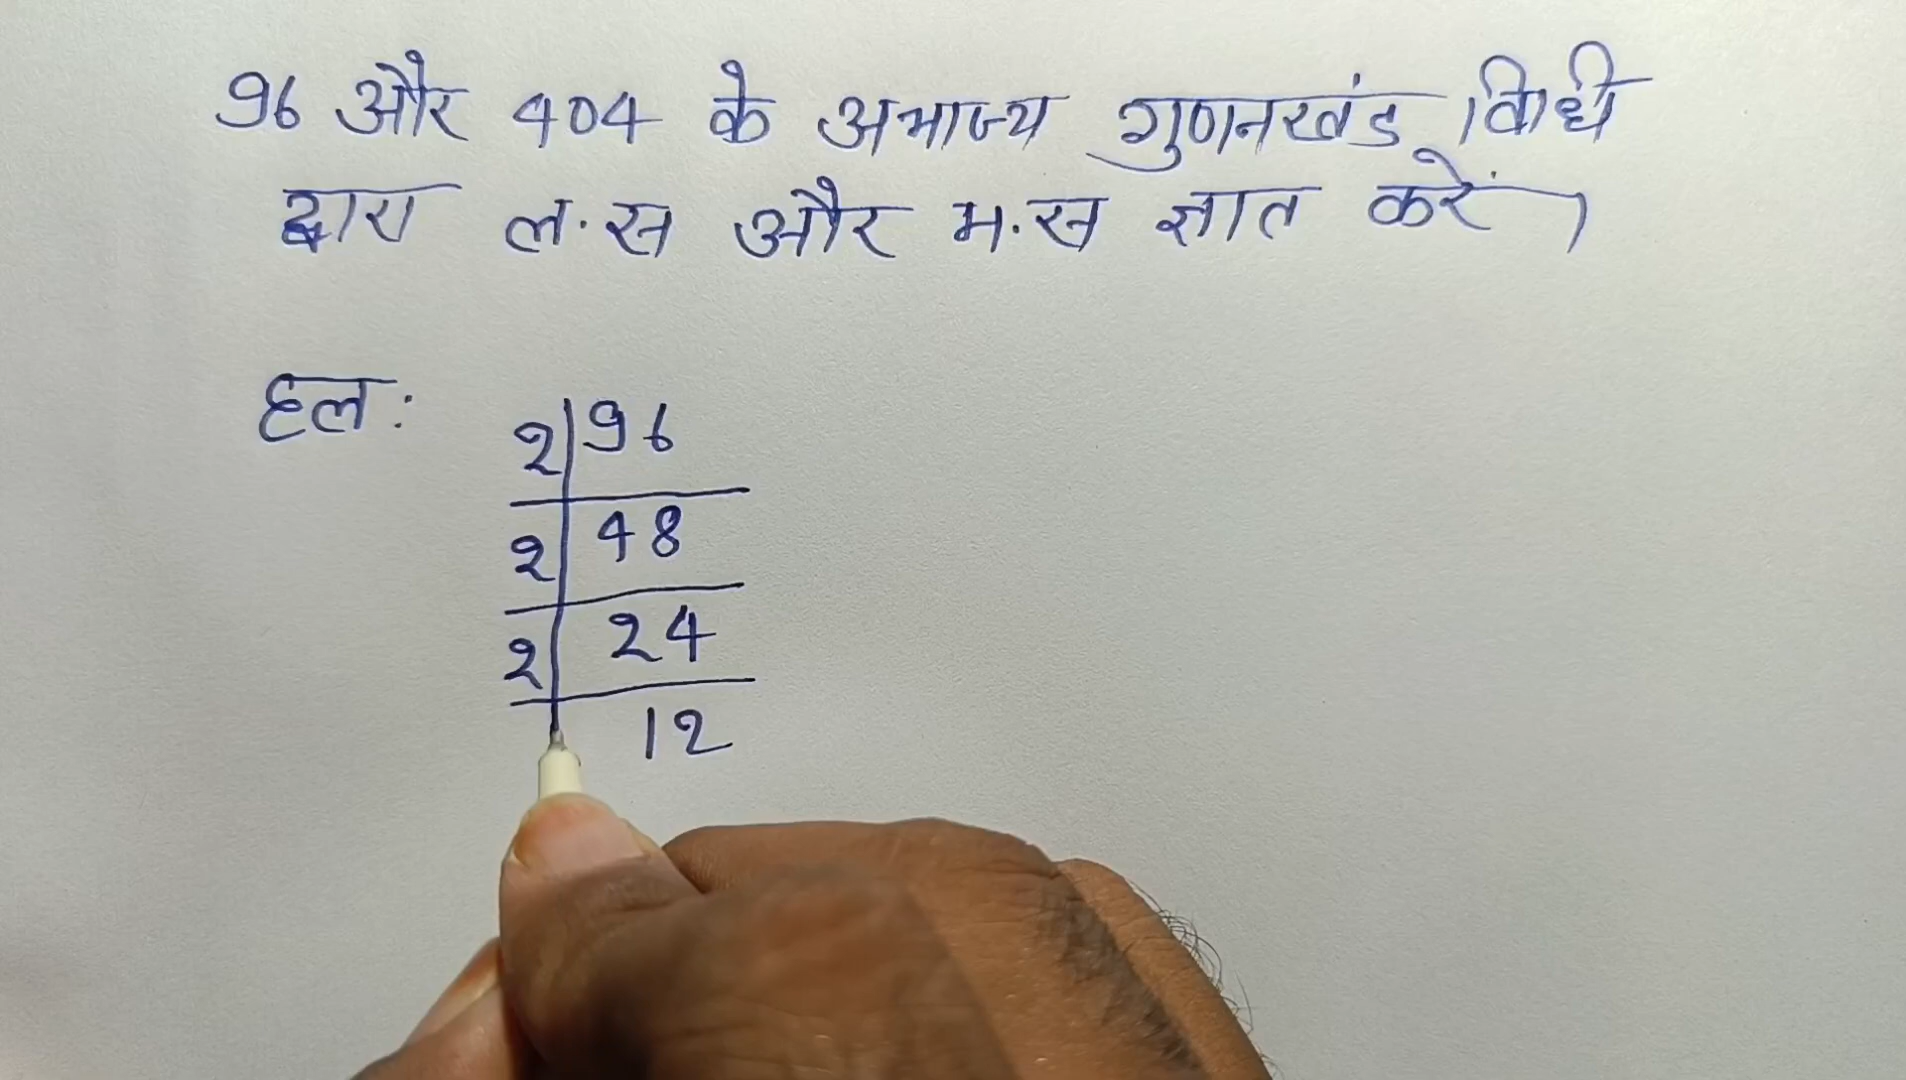 96 और 404 के अभाज्य गुणनखंड विधि
द्वारा ल.स और म.स ज्ञात करें।
हल:
2 | 96
2 | 48
2 | 24
12